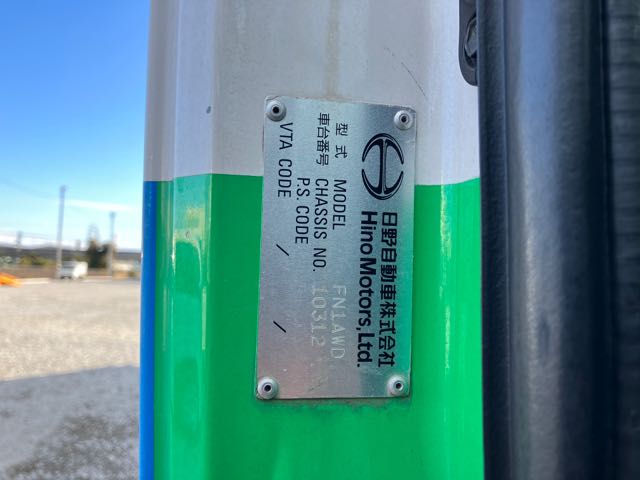 日野自動車株式会社
Hino Motors, Ltd.
型式 MODEL FN1AWD
車台番号 CHASSIS NO. 10312
P.S. CODE /
VTA CODE /